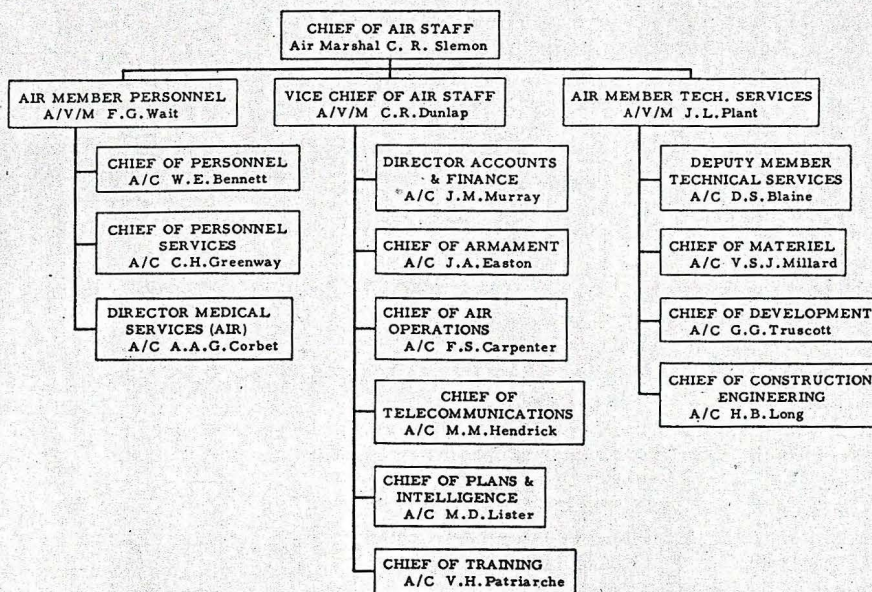 CHIEF OF AIR STAFF
Air Marshal C. R. Slemon
AIR MEMBER PERSONNEL
A/V/M F.G.Wait
CHIEF OF PERSONNEL
A/C W.E.Bennett
CHIEF OF PERSONNEL
SERVICES
A/C C.H.Greenway
DIRECTOR MEDICAL
SERVICES (AIR)
A/C A.A.G.Corbet
VICE CHIEF OF AIR STAFF
A/V/M C.R.Dunlap
DIRECTOR ACCOUNTS
& FINANCE
A/C J.M.Murray
CHIEF OF ARMAMENT
A/C J.A.Easton
CHIEF OF AIR
OPERATIONS
A/C F.S.Carpenter
CHIEF OF
TELECOMMUNICATIONS
A/C M.M.Hendrick
CHIEF OF PLANS &
INTELLIGENCE
A/C M.D.Lister
CHIEF OF TRAINING
A/C V.H.Patriarche
AIR MEMBER TECH. SERVICES
A/V/M J.L.Plant
DEPUTY MEMBER
TECHNICAL SERVICES
A/C D.S.Blaine
CHIEF OF MATERIEL
A/C V.S.J.Millard
CHIEF OF DEVELOPMENT
A/C G.G.Truscott
CHIEF OF CONSTRUCTION
ENGINEERING
A/C H.B.Long